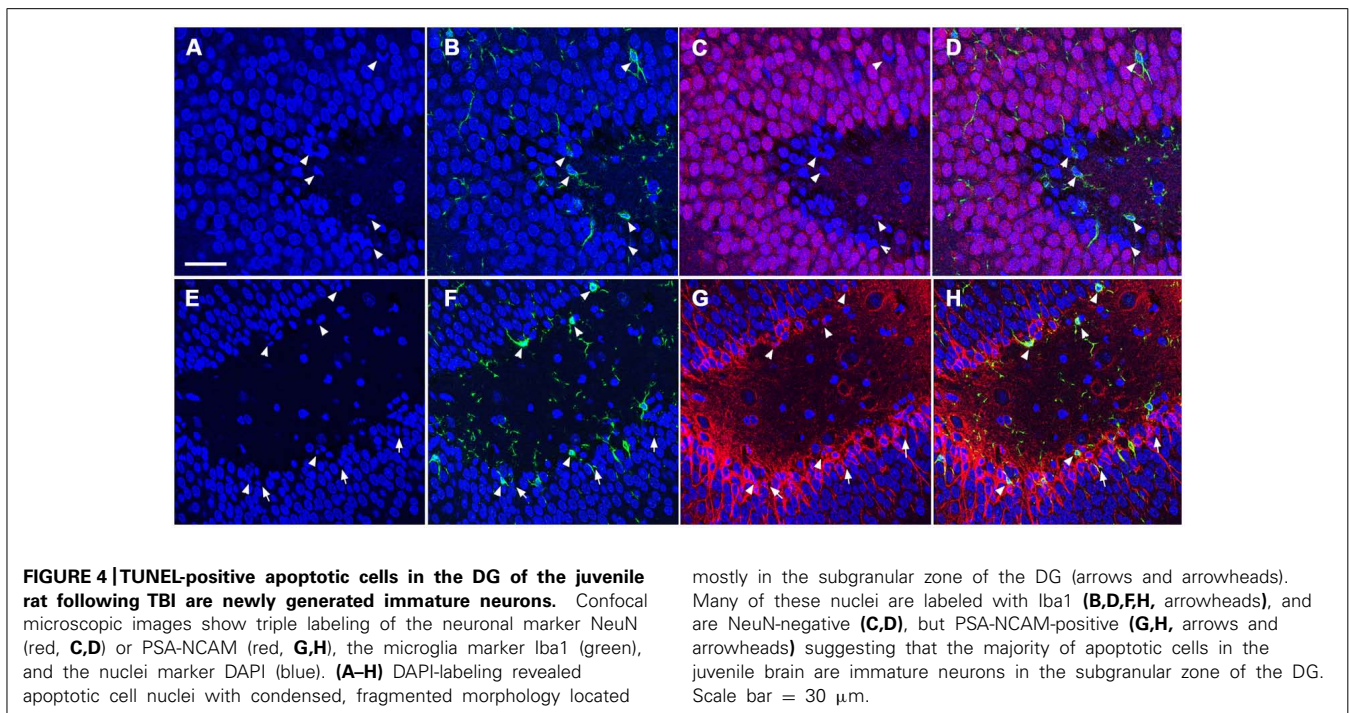 A
B
C
D
E
F
G
H
FIGURE 4 | TUNEL-positive apoptotic cells in the DG of the juvenile
rat following TBI are newly generated immature neurons. Confocal
microscopic images show triple labeling of the neuronal marker NeuN
(red, C,D) or PSA-NCAM (red, G,H), the microglia marker Iba1 (green),
and the nuclei marker DAPI (blue). (A–H) DAPI-labeling revealed
apoptotic cell nuclei with condensed, fragmented morphology located
mostly in the subgranular zone of the DG (arrows and arrowheads).
Many of these nuclei are labeled with Iba1 (B,D,F,H, arrowheads), and
are NeuN-negative (C,D), but PSA-NCAM-positive (G,H, arrows and
arrowheads) suggesting that the majority of apoptotic cells in the
juvenile brain are immature neurons in the subgranular zone of the DG.
Scale bar = 30 μm.